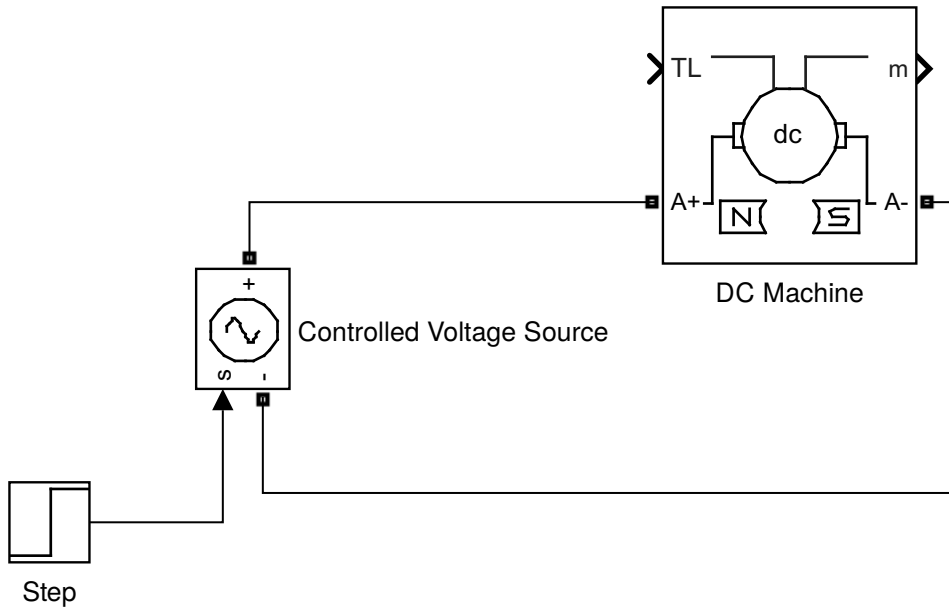 TL
m
dc
A+
A-
N
S
DC Machine
+
Controlled Voltage Source
s
-
Step